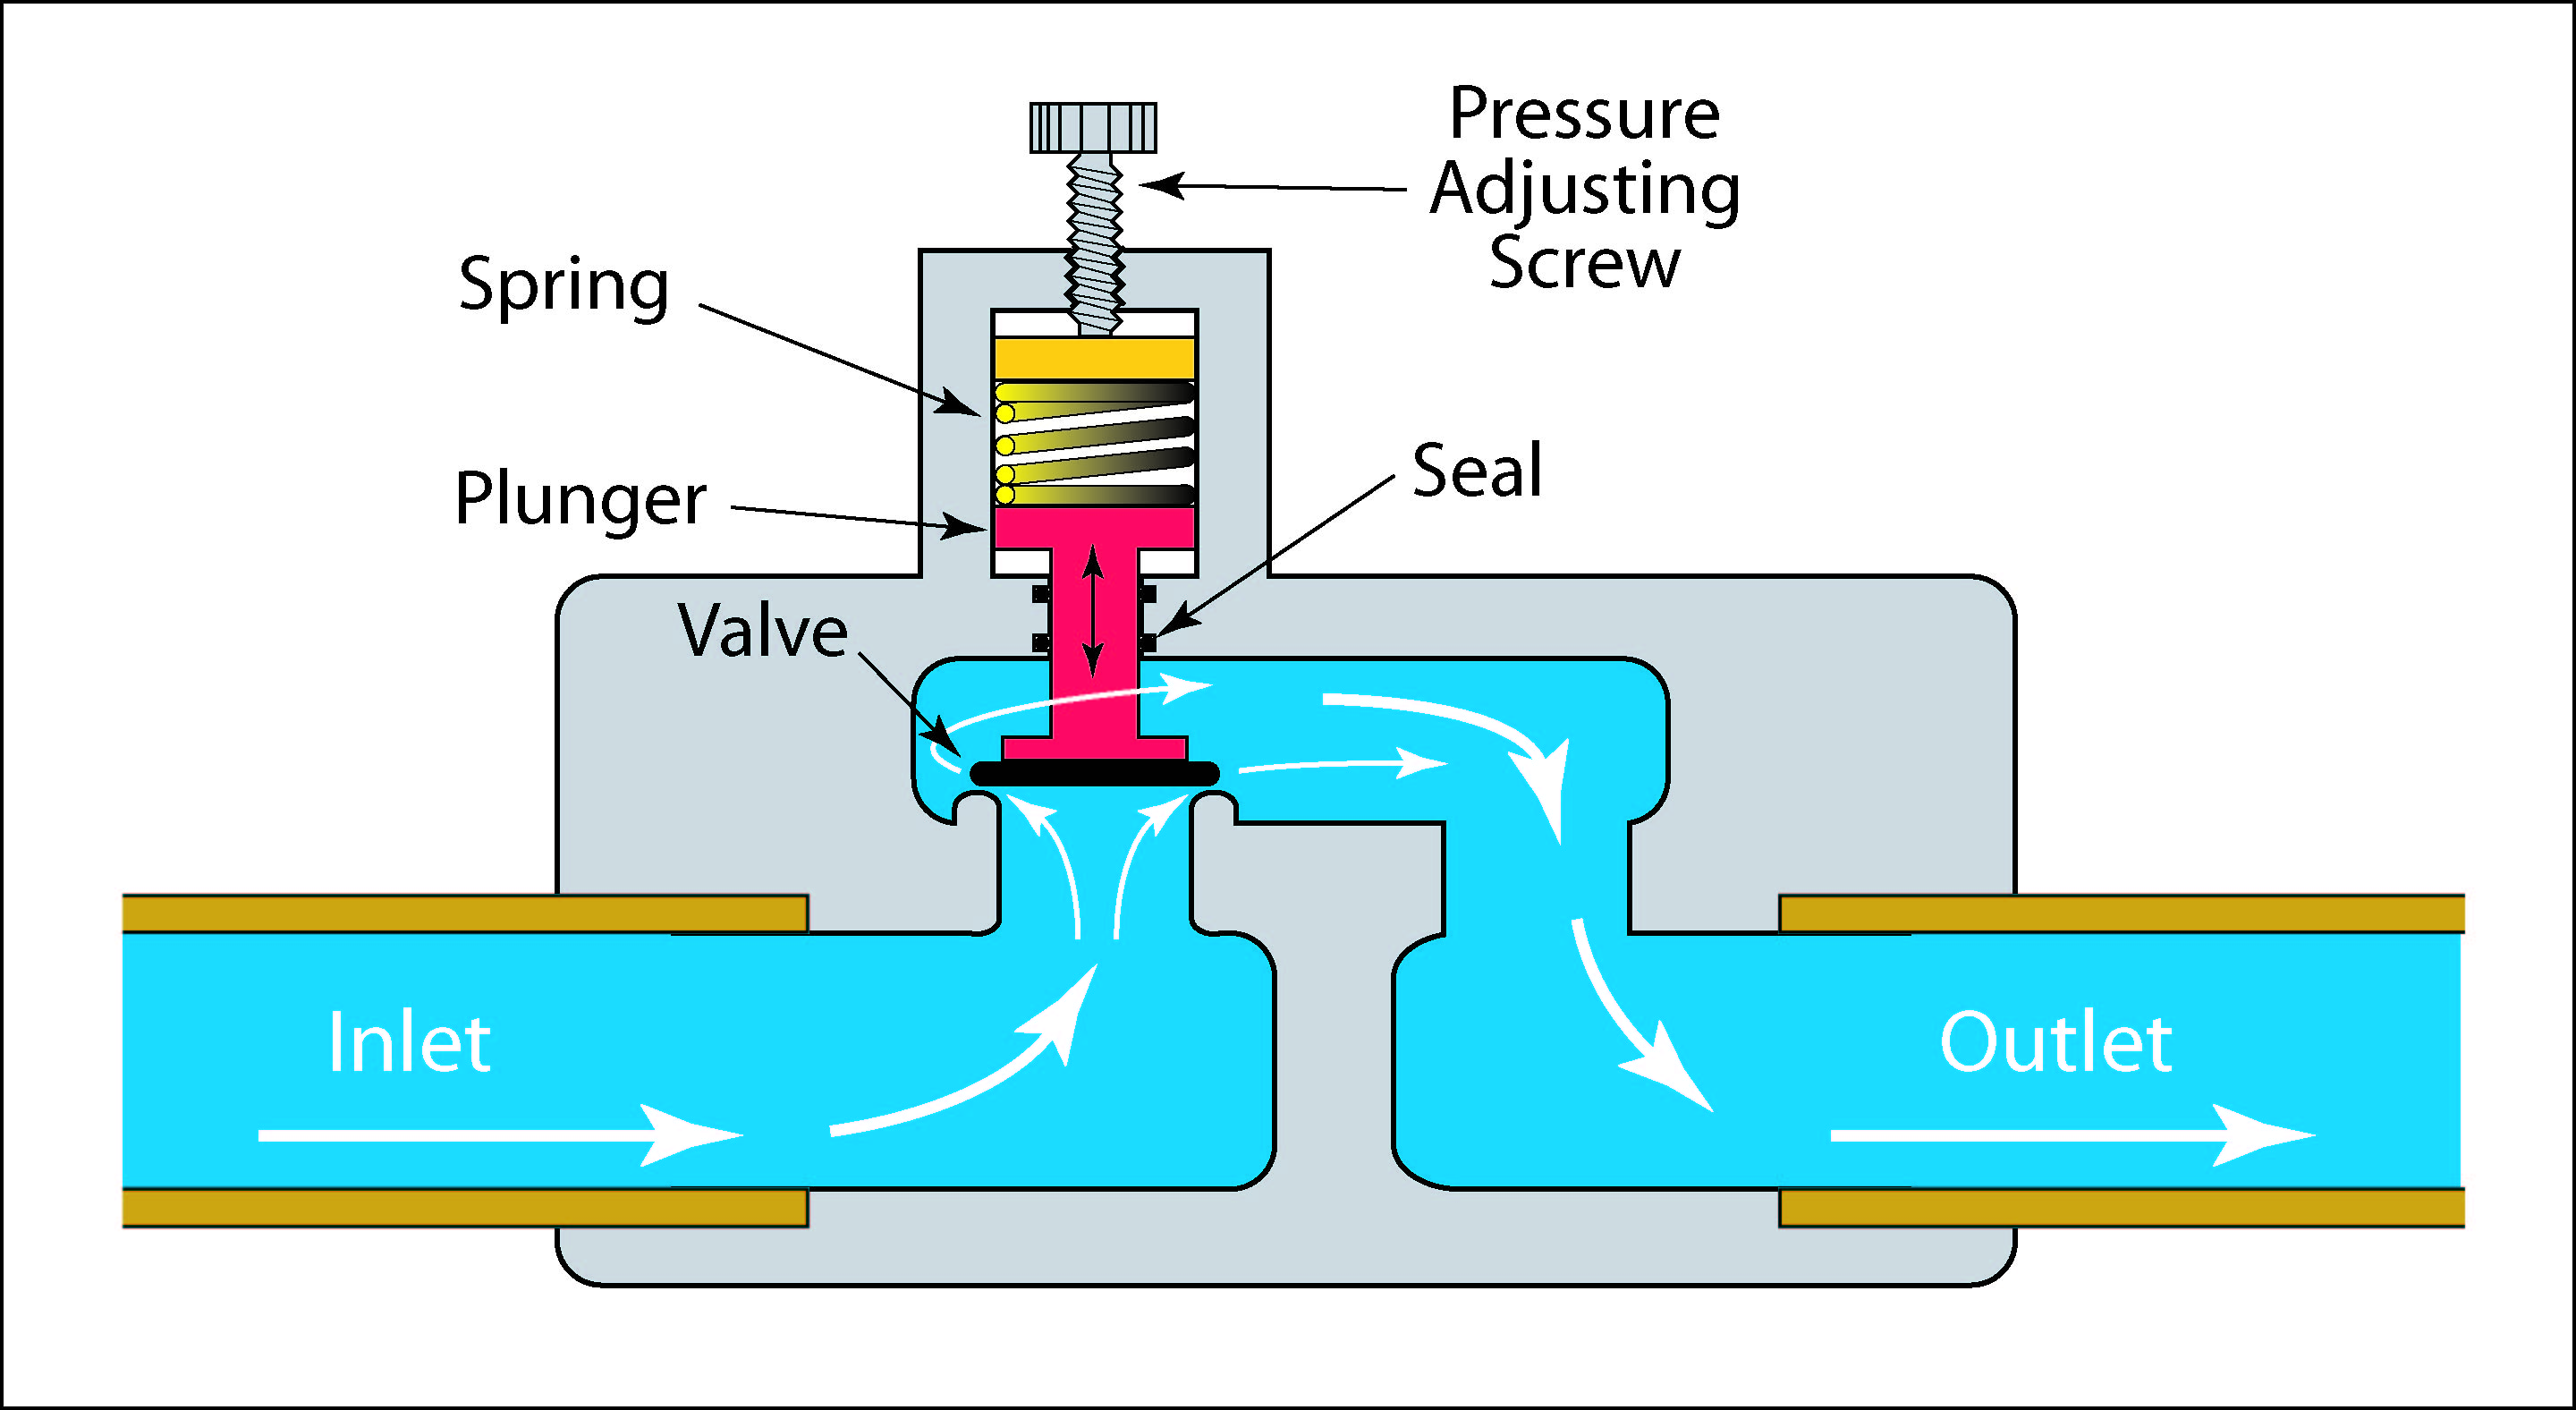 Pressure
Adjusting
Screw
Spring
Seal
Plunger
Valve
Inlet
Outlet